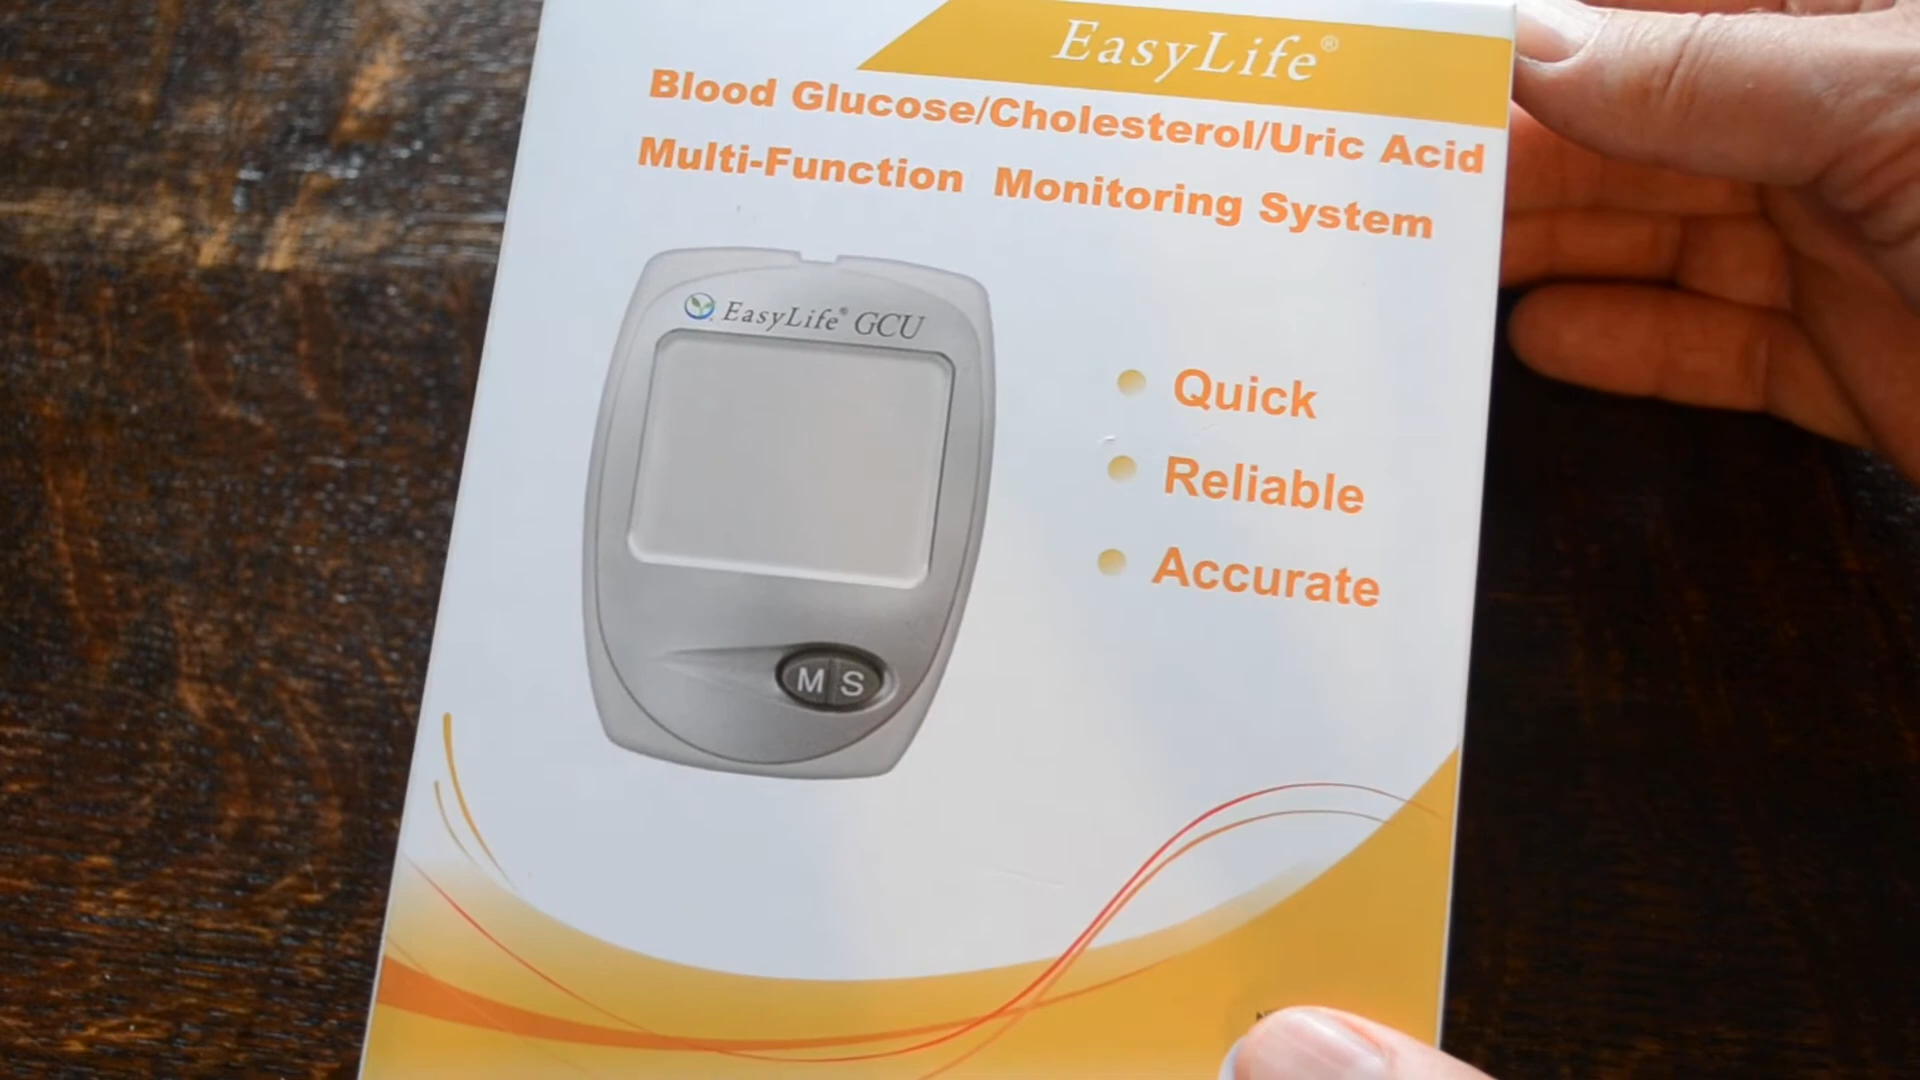 EasyLife®
Blood Glucose/Cholesterol/Uric Acid
Multi-Function Monitoring System
EasyLife® GCU
Quick
Reliable
Accurate
M S